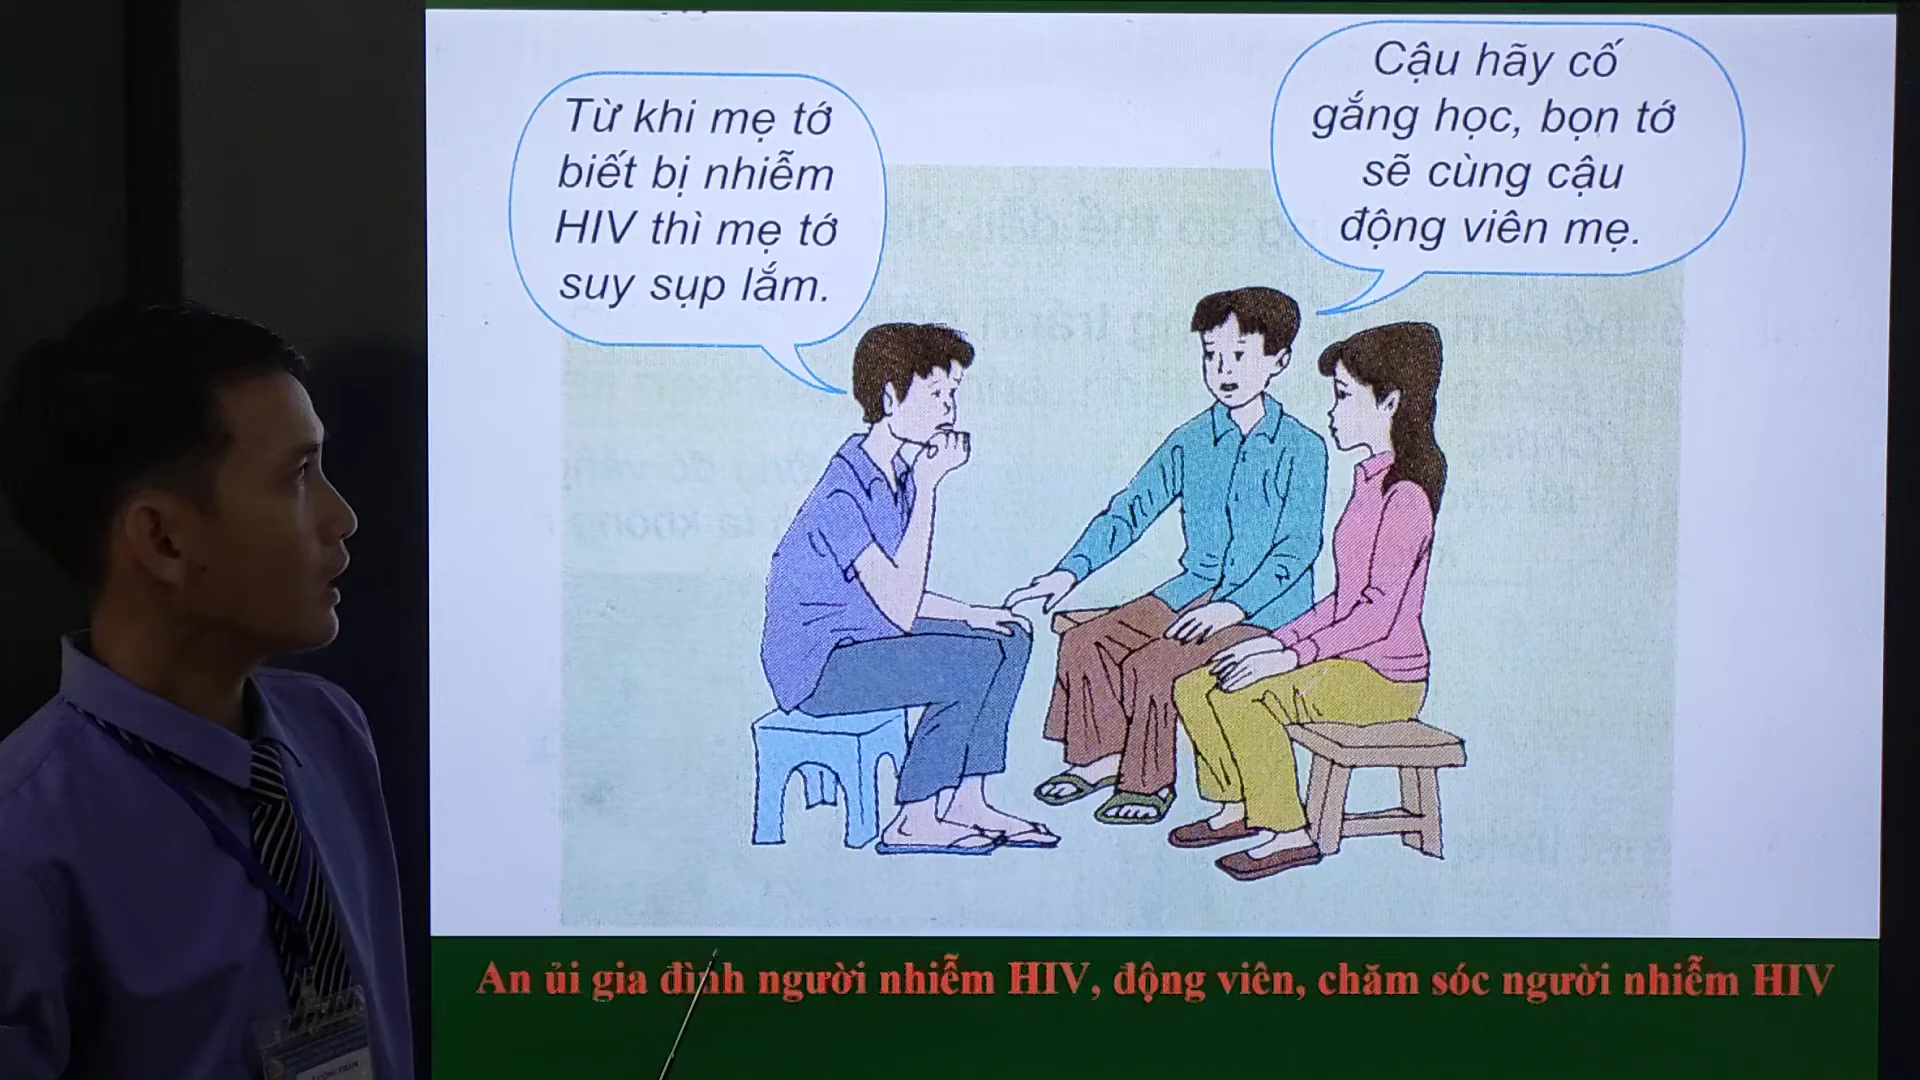 Từ khi mẹ tớ
biết bị nhiễm
HIV thì mẹ tớ
suy sụp lắm.
Cậu hãy cố
gắng học, bọn tớ
sẽ cùng cậu
động viên mẹ.
An ủi gia đình người nhiễm HIV, động viên, chăm sóc người nhiễm HIV